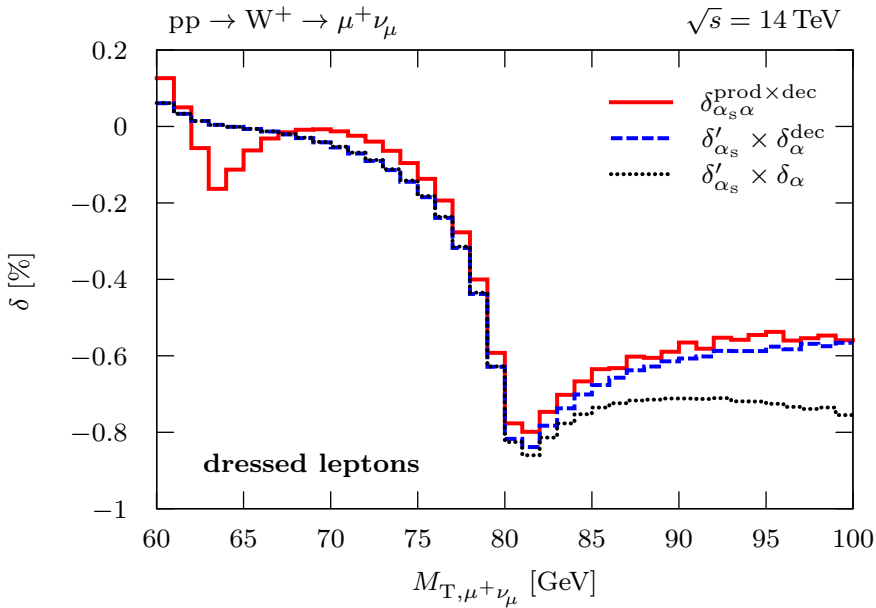 pp → W⁺ → μ⁺ν_μ √s = 14 TeV
δ^{prod×dec}_{α_sα}
δ′_{α_s} × δ^{dec}_α
δ′_{α_s} × δ_α
δ [%]
0.2
0
−0.2
−0.4
−0.6
−0.8
−1
dressed leptons
60 65 70 75 80 85 90 95 100
M_{T,μ⁺ν_μ} [GeV]